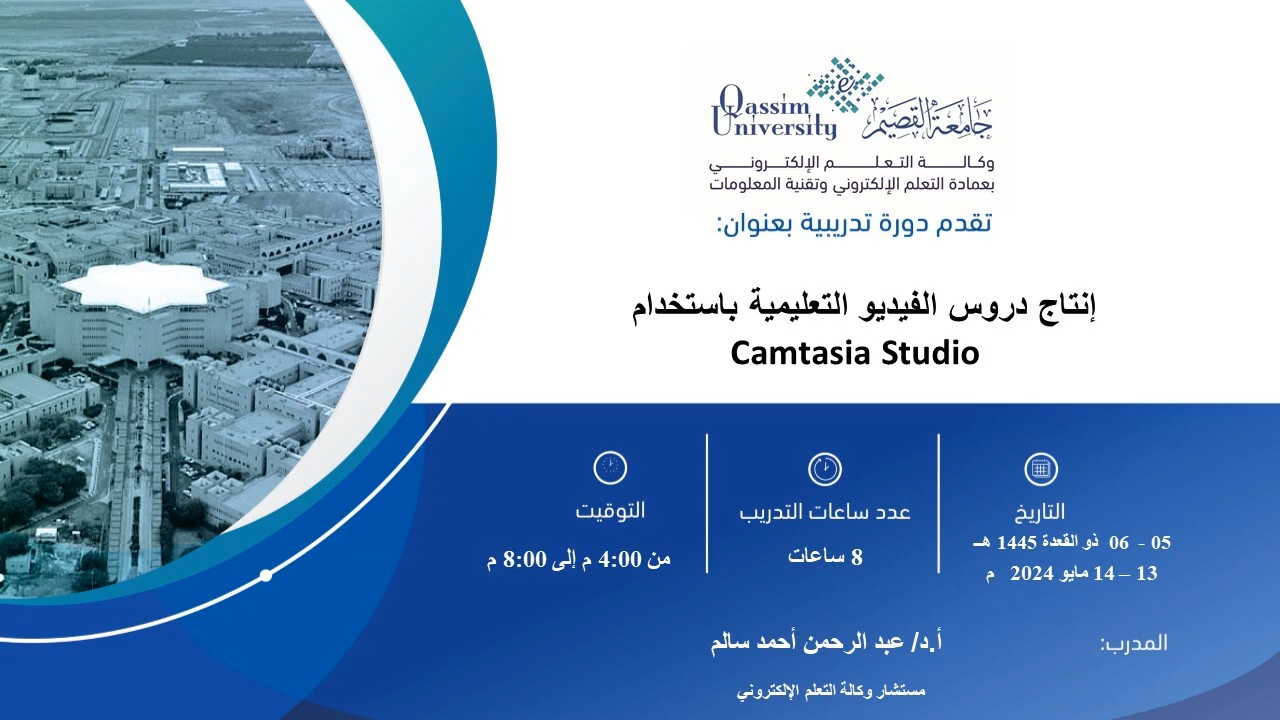 Qassim
University
جامعة القصيم
وكالة التعلم الإلكتروني
بعمادة التعلم الإلكتروني وتقنية المعلومات
تقدم دورة تدريبية بعنوان:
إنتاج دروس الفيديو التعليمية باستخدام
Camtasia Studio
التاريخ
05 - 06 ذو القعدة 1445 هـ
13 – 14 مايو 2024 م
عدد ساعات التدريب
8 ساعات
التوقيت
من 4:00 م إلى 8:00 م
المدرب:
أ.د/ عبد الرحمن أحمد سالم
مستشار وكالة التعلم الإلكتروني